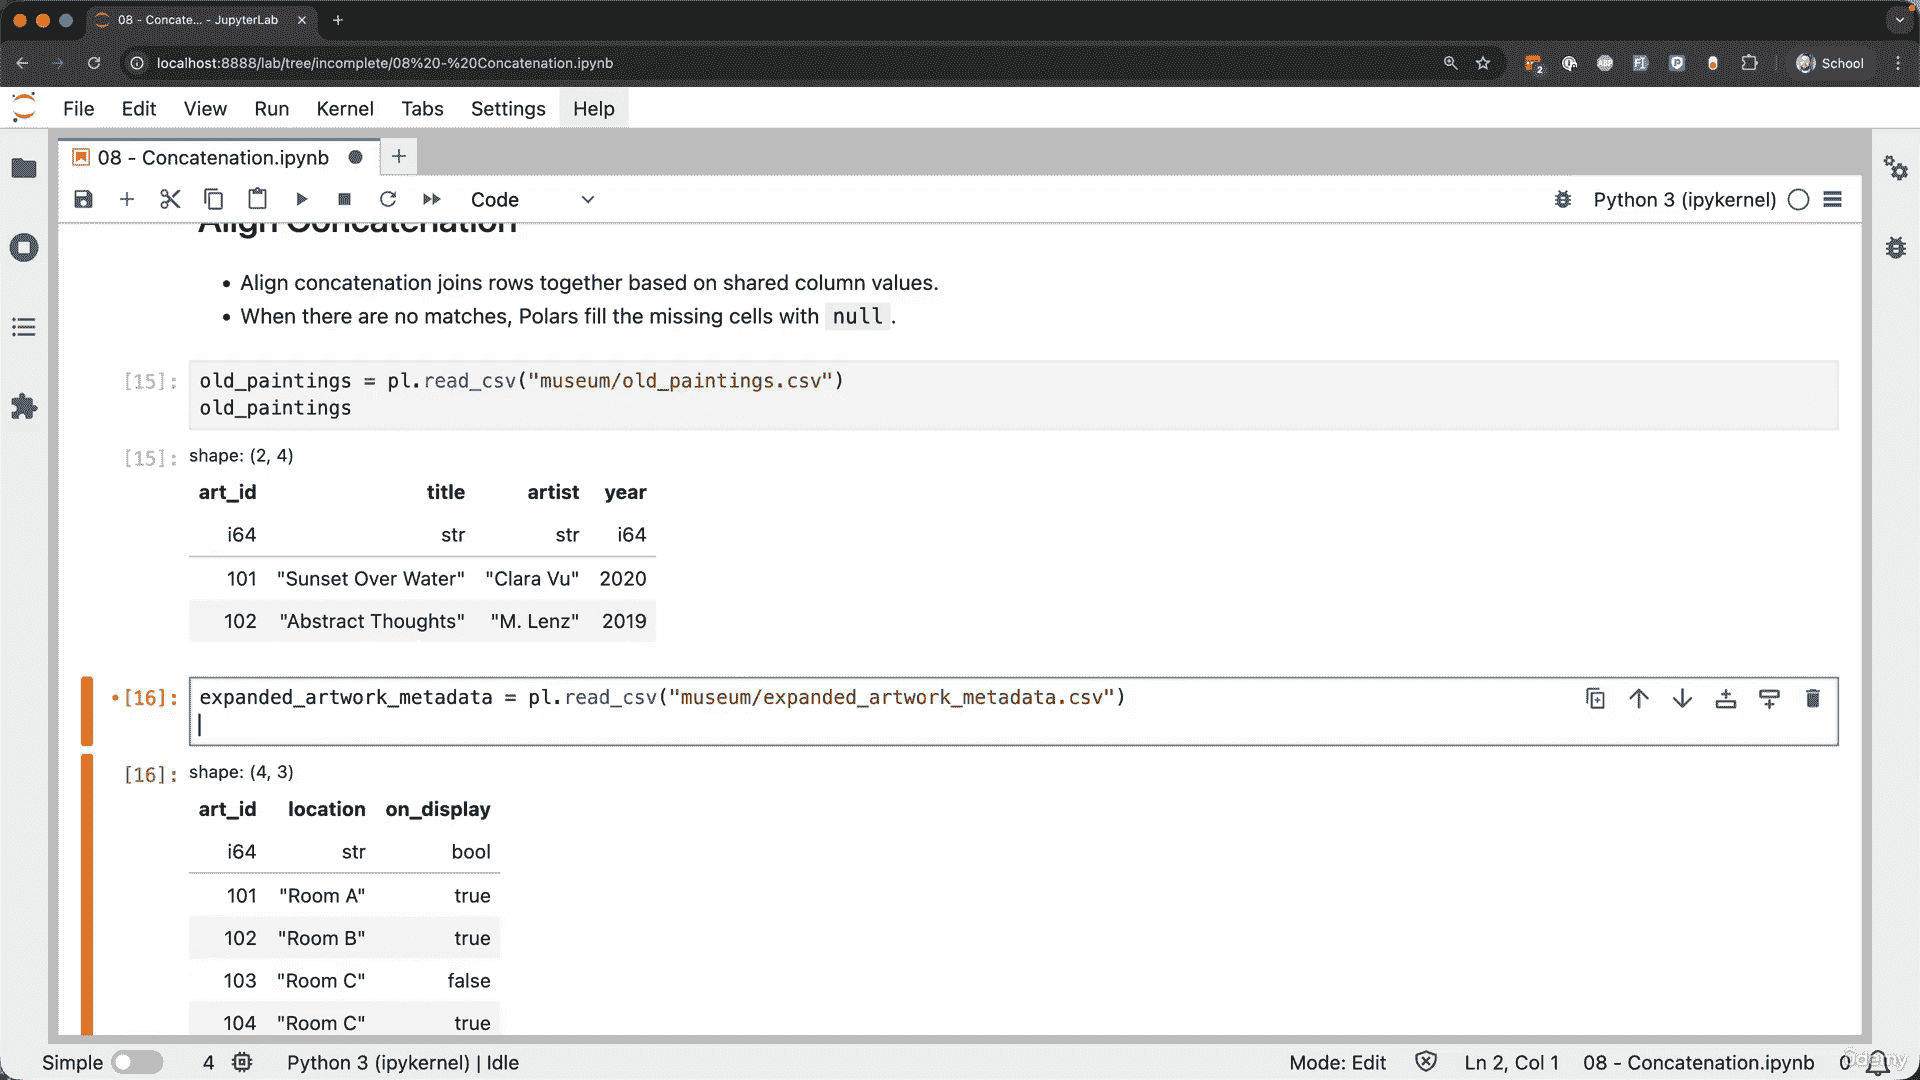 08 - Concate... - JupyterLab
localhost:8888/lab/tree/incomplete/08%20-%20Concatenation.ipynb
2
School
File Edit View Run Kernel Tabs Settings Help
08 - Concatenation.ipynb
Code
Python 3 (ipykernel)
Align Concatenation
• Align concatenation joins rows together based on shared column values.
• When there are no matches, Polars fill the missing cells with null.
[15]: old_paintings = pl.read_csv("museum/old_paintings.csv")
old_paintings
[15]: shape: (2, 4)
art_id title artist year
i64 str str i64
101 "Sunset Over Water" "Clara Vu" 2020
102 "Abstract Thoughts" "M. Lenz" 2019
[16]: expanded_artwork_metadata = pl.read_csv("museum/expanded_artwork_metadata.csv")
[16]: shape: (4, 3)
art_id location on_display
i64 str bool
101 "Room A" true
102 "Room B" true
103 "Room C" false
104 "Room C" true
Simple 4 Python 3 (ipykernel) | Idle Mode: Edit Ln 2, Col 1 08 - Concatenation.ipynb 0
udemy